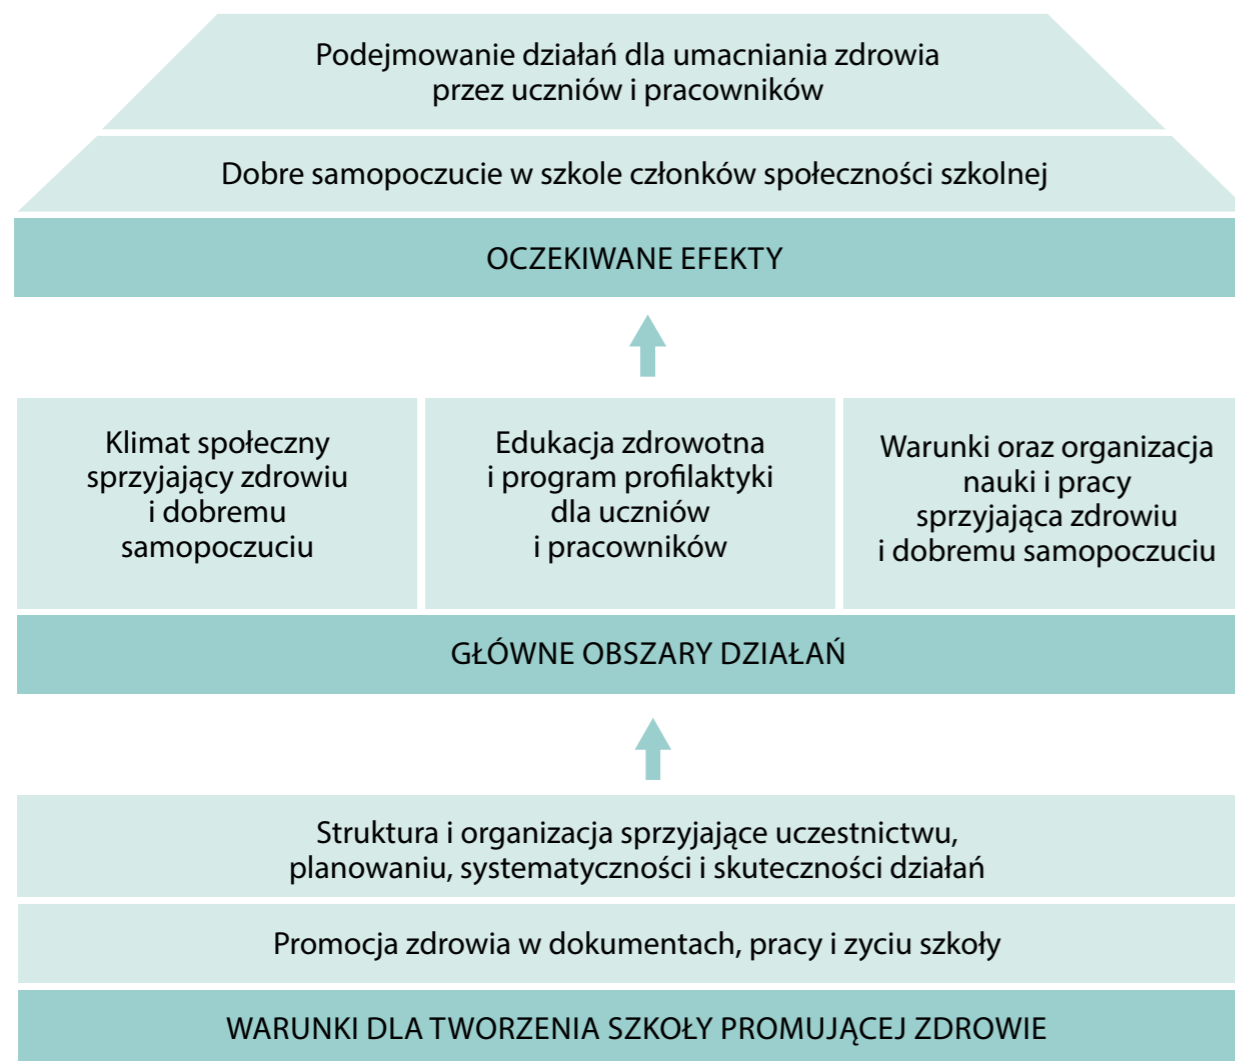 Podejmowanie działań dla umacniania zdrowia
przez uczniów i pracowników
Dobre samopoczucie w szkole członków społeczności szkolnej
OCZEKIWANE EFEKTY
Klimat społeczny
sprzyjający zdrowiu
i dobremu
samopoczuciu
Edukacja zdrowotna
i program profilaktyki
dla uczniów
i pracowników
Warunki oraz organizacja
nauki i pracy
sprzyjająca zdrowiu
i dobremu samopoczuciu
GŁÓWNE OBSZARY DZIAŁAŃ
Struktura i organizacja sprzyjające uczestnictwu,
planowaniu, systematyczności i skuteczności działań
Promocja zdrowia w dokumentach, pracy i zyciu szkoły
WARUNKI DLA TWORZENIA SZKOŁY PROMUJĄCEJ ZDROWIE